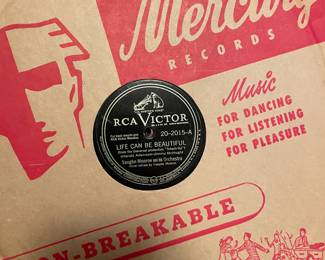 Mercury
RECORDS
Music
FOR DANCING
FOR LISTENING
FOR PLEASURE
RCA VICTOR
20-2015-A
LIFE CAN BE BEAUTIFUL
Vaughn Monroe and his Orchestra
NON-BREAKABLE